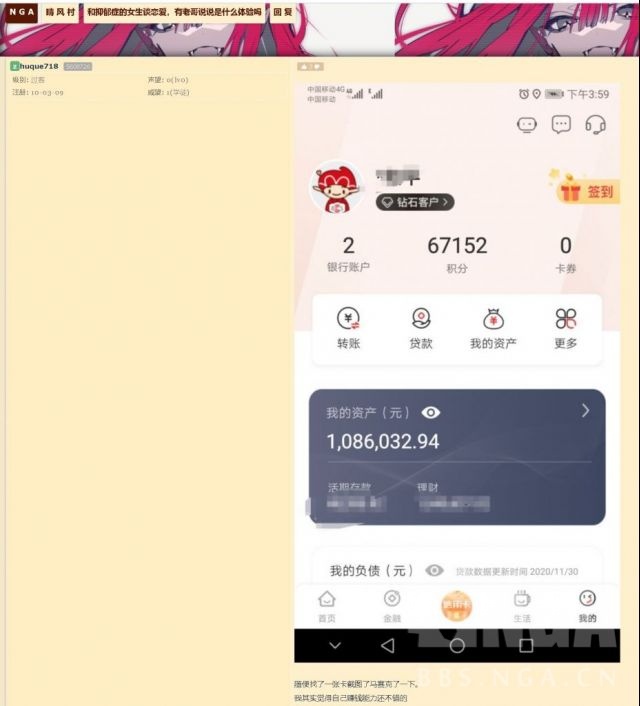 NGA 晴风村 和抑郁症的女生谈恋爱，有老哥说说是什么体验吗 回复
huque718
级别: 过客 声望: 0(lv0)
注册: 10-03-09 威望: 1(学徒)
中国移动4G
中国移动
下午3:59
钻石客户
签到
2 67152 0
银行账户 积分 卡券
转账 贷款 我的资产 更多
我的资产（元）
1,086,032.94
活期存款 理财
我的负债（元） 贷款数据更新时间 2020/11/30
信用卡
首页 金融 生活 我的
BBS.NGA.CN
随便找了一张卡截图了马赛克了一下。
我其实觉得自己赚钱能力还不错的